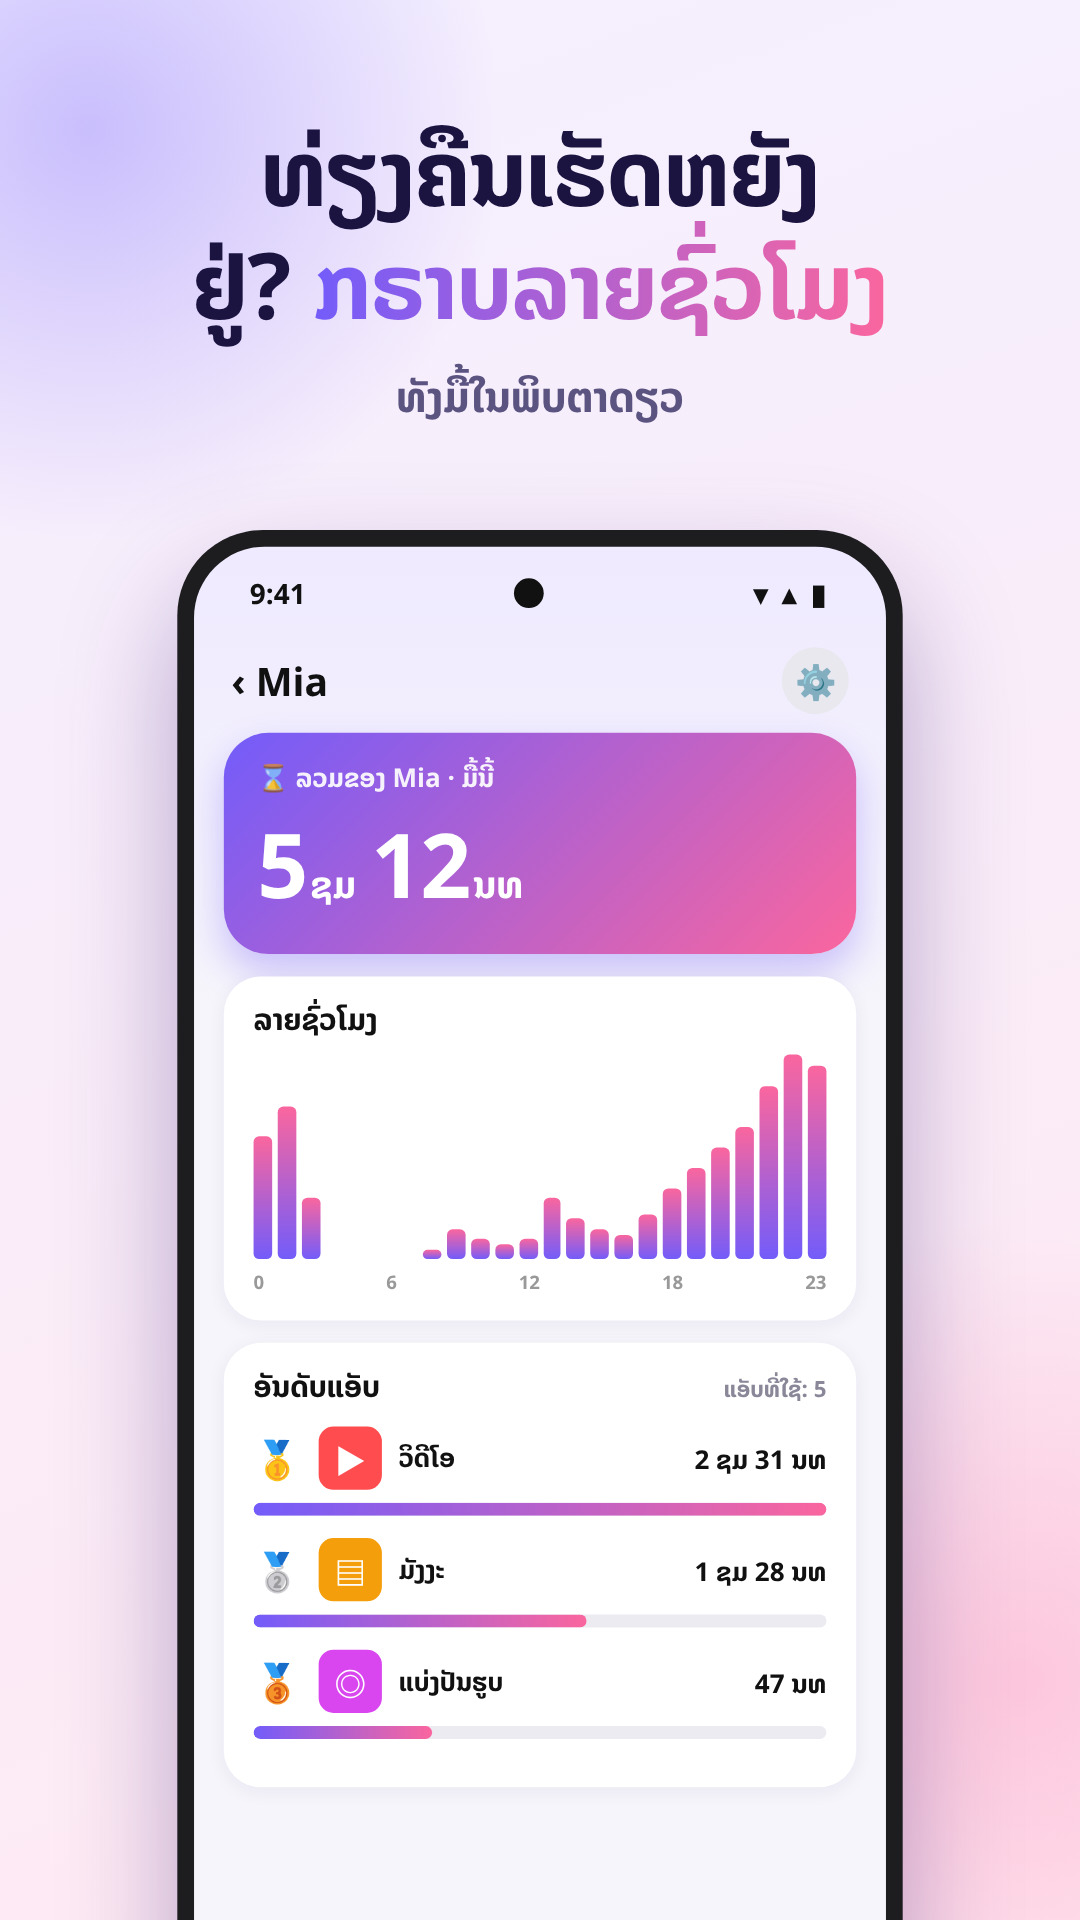 ທ່ຽງຄືນເຮັດຫຍັງ
ຢູ່? ກຣາບລາຍຊົ່ວໂມງ
ທັງມື້ໃນພິບຕາດຽວ
9:41
‹ Mia
⌛ ລວມຂອງ Mia · ມື້ນີ້
5 ຊມ 12 ນທ
ລາຍຊົ່ວໂມງ
0 6 12 18 23
ອັນດັບແອັບ
ແອັບທີ່ໃຊ້: 5
ວິດີໂອ 2 ຊມ 31 ນທ
ມັງງະ 1 ຊມ 28 ນທ
ແບ່ງປັນຮູບ 47 ນທ